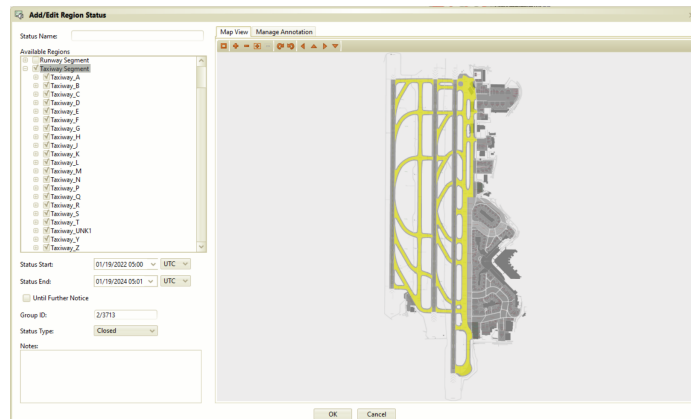 Add/Edit Region Status
Status Name:
Available Regions
Runway Segment
Taxiway Segment
Taxiway_A
Taxiway_B
Taxiway_C
Taxiway_D
Taxiway_E
Taxiway_F
Taxiway_G
Taxiway_H
Taxiway_J
Taxiway_K
Taxiway_L
Taxiway_M
Taxiway_N
Taxiway_P
Taxiway_Q
Taxiway_R
Taxiway_S
Taxiway_T
Taxiway_UNK1
Taxiway_Y
Taxiway_Z
Status Start: 01/19/2022 05:00 UTC
Status End: 01/19/2024 05:01 UTC
Until Further Notice
Group ID: 2/3713
Status Type: Closed
Notes:
Map View Manage Annotation
OK Cancel